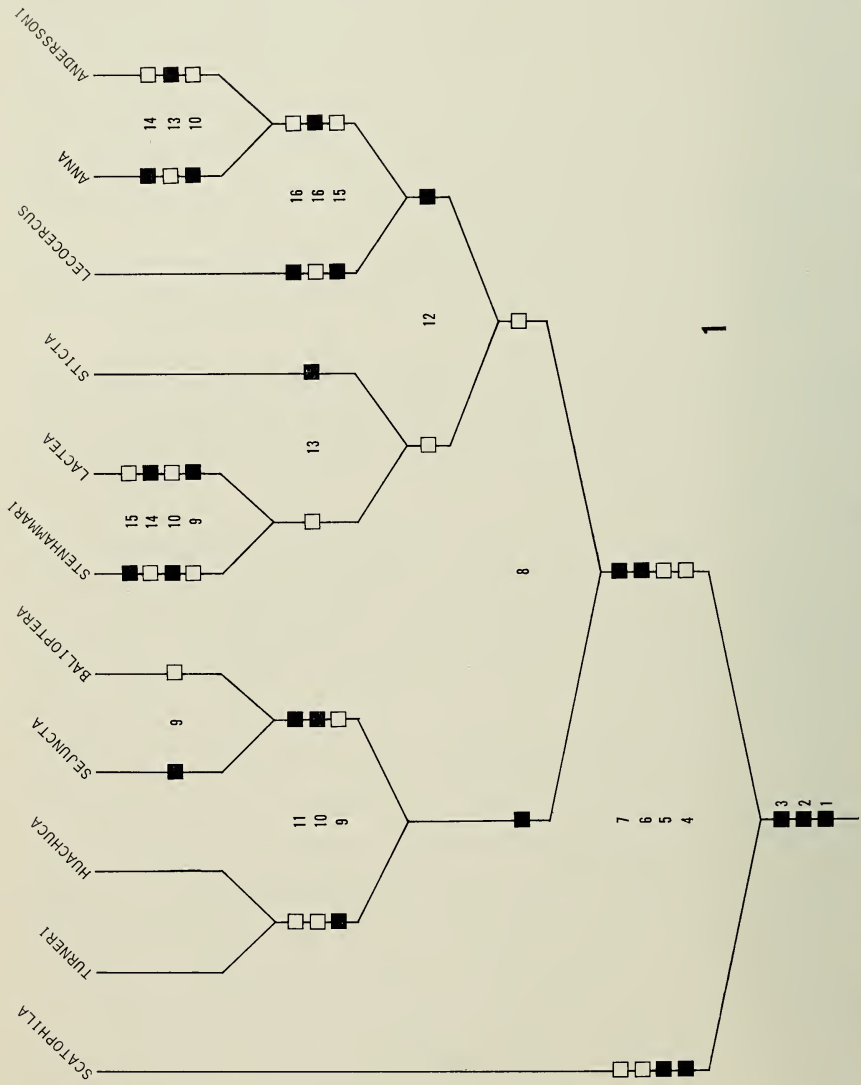 SCATOPHILA
TURNERI
HUACHUCA
SEJUNCTA
BALIOPTERA
STENHAMMARI
LACTEA
STICTA
LECOCERCUS
ANNA
ANDERSSONI
14
13
10
16
16
15
12
13
15
14
10
9
8
9
11
10
9
7
6
5
4
3
2
1
1